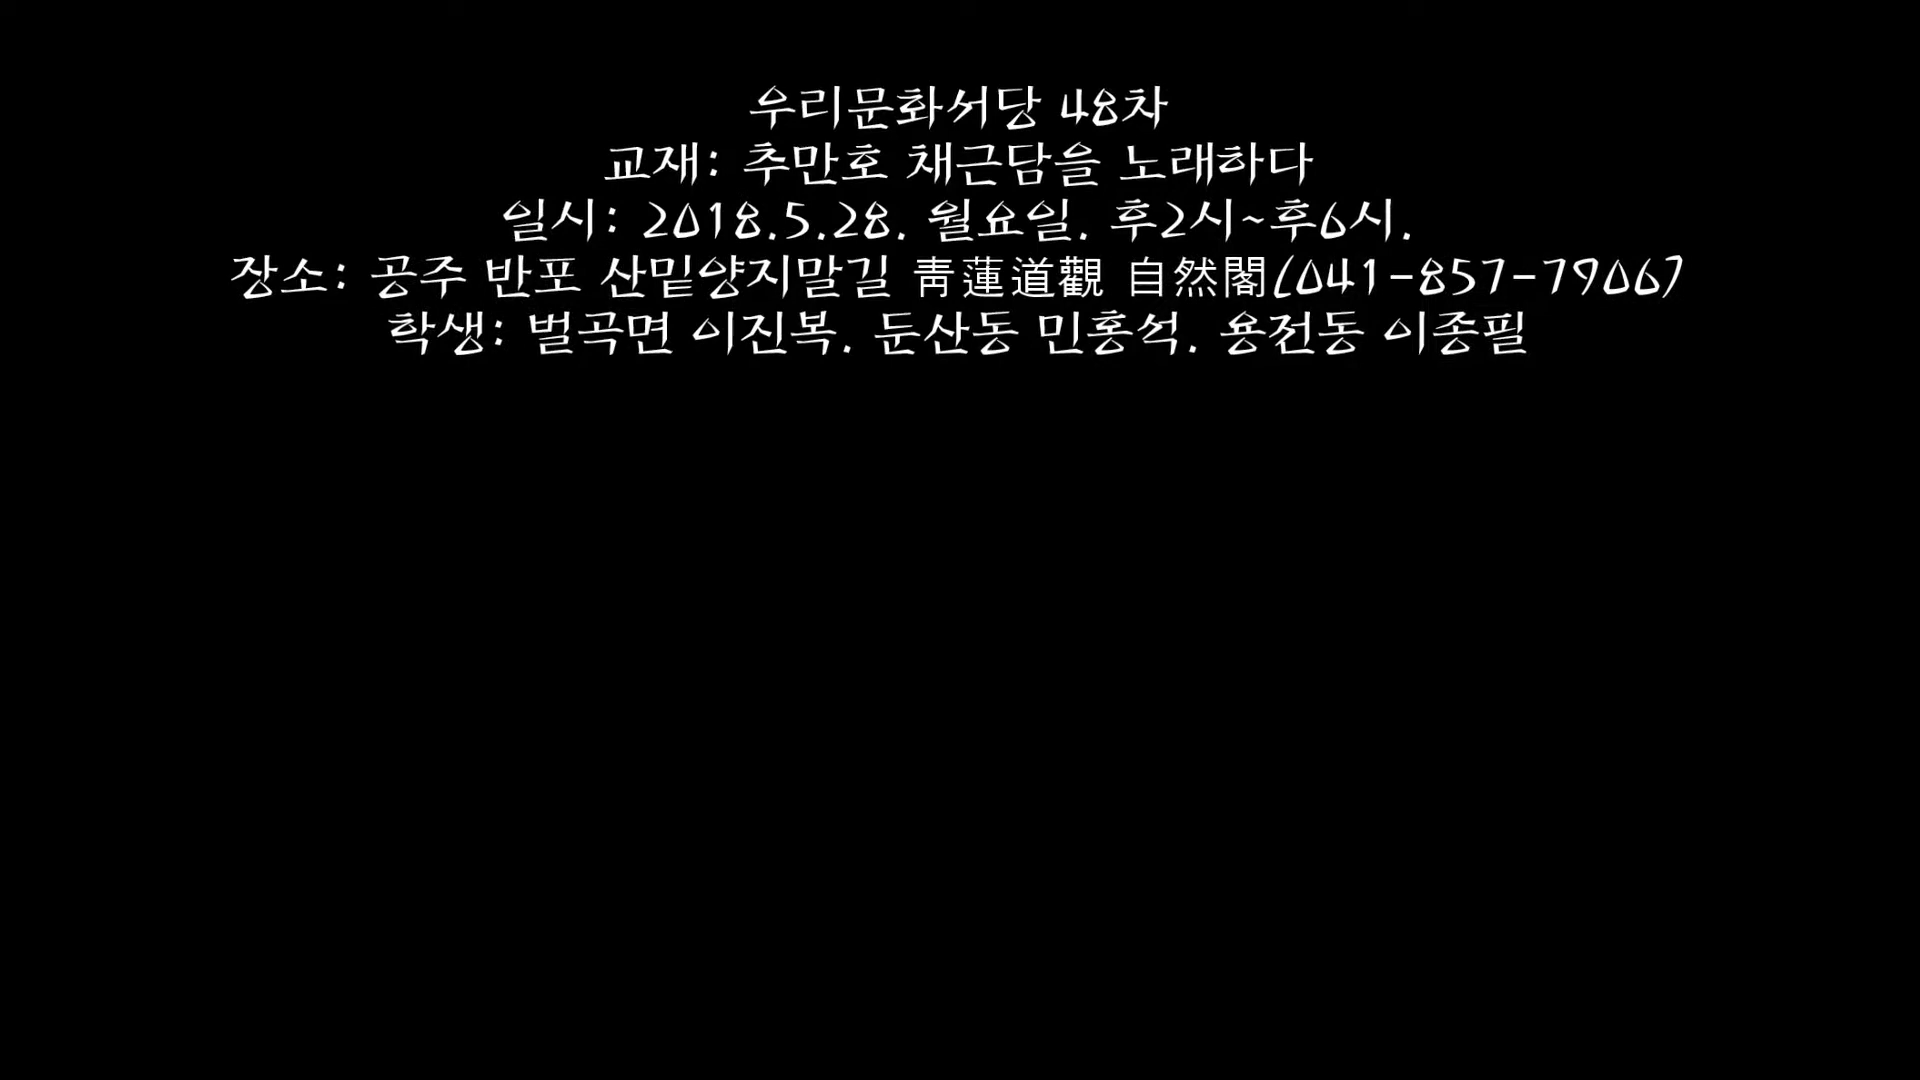 우리문화서당 48차
교재: 추만호 채근담을 노래하다
일시: 2018.5.28. 월요일. 후2시~후6시.
장소: 공주 반포 산밑양지말길 靑蓮道觀 自然閣(041-857-7906)
학생: 벌곡면 이진복. 둔산동 민홍석. 용전동 이종필